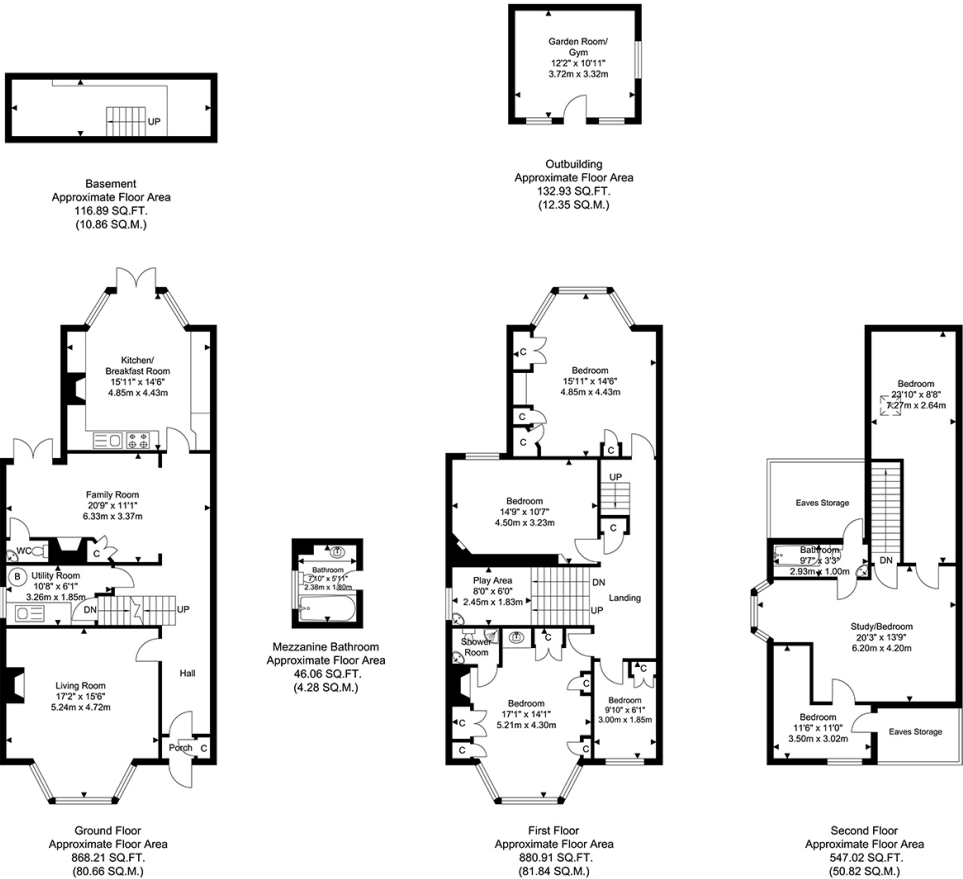 UP
Basement
Approximate Floor Area
116.89 SQ.FT.
(10.86 SQ.M.)
Garden Room/
Gym
12'2" x 10'11"
3.72m x 3.32m
Outbuilding
Approximate Floor Area
132.93 SQ.FT.
(12.35 SQ.M.)
Kitchen/
Breakfast Room
15'11" x 14'6"
4.85m x 4.43m
Family Room
20'9" x 11'1"
6.33m x 3.37m
WC
C
B
Utility Room
10'8" x 6'1"
3.26m x 1.85m
DN
UP
Hall
Living Room
17'2" x 15'6"
5.24m x 4.72m
Porch
C
Ground Floor
Approximate Floor Area
868.21 SQ.FT.
(80.66 SQ.M.)
Bathroom
7'10" x 5'11"
2.38m x 1.80m
Mezzanine Bathroom
Approximate Floor Area
46.06 SQ.FT.
(4.28 SQ.M.)
C
Bedroom
15'11" x 14'6"
4.85m x 4.43m
C
C
C
UP
Bedroom
14'9" x 10'7"
4.50m x 3.23m
C
Play Area
8'0" x 6'0"
2.45m x 1.83m
DN
UP
Landing
Shower
Room
C
C
C
Bedroom
17'1" x 14'1"
5.21m x 4.30m
Bedroom
9'10" x 6'1"
3.00m x 1.85m
C
C
C
First Floor
Approximate Floor Area
880.91 SQ.FT.
(81.84 SQ.M.)
Bedroom
23'10" x 8'8"
7.27m x 2.64m
Eaves Storage
Bathroom
9'7" x 3'3"
2.93m x 1.00m
DN
Study/Bedroom
20'3" x 13'9"
6.20m x 4.20m
Bedroom
11'6" x 11'0"
3.50m x 3.02m
Eaves Storage
Second Floor
Approximate Floor Area
547.02 SQ.FT.
(50.82 SQ.M.)